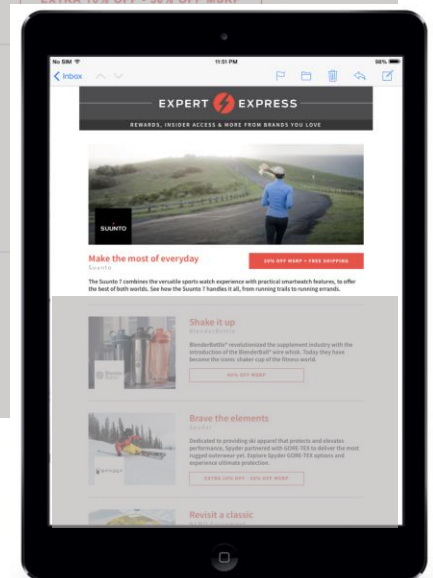 EXTRA 10% OFF - 50% OFF MSRP
No SIM
11:51 PM
98%
Inbox
EXPERT EXPRESS
REWARDS, INSIDER ACCESS & MORE FROM BRANDS YOU LOVE
SUUNTO
Make the most of everyday
Suunto
20% OFF MSRP + FREE SHIPPING
The Suunto 7 combines the versatile sports watch experience with practical smartwatch features, to offer
the best of both worlds. See how the Suunto 7 handles it all, from running trails to running errands.
Shake it up
BlenderBottle
BlenderBottle® revolutionized the supplement industry with the
introduction of the BlenderBall® wire whisk. Today they have
become the iconic shaker cup of the fitness world.
40% OFF MSRP
Brave the elements
Spyder
Dedicated to providing ski apparel that protects and elevates
performance, Spyder partnered with GORE-TEX to deliver the most
rugged outerwear yet. Explore Spyder GORE-TEX options and
experience ultimate protection.
SPYDER
EXTRA 10% OFF - 50% OFF MSRP
Revisit a classic